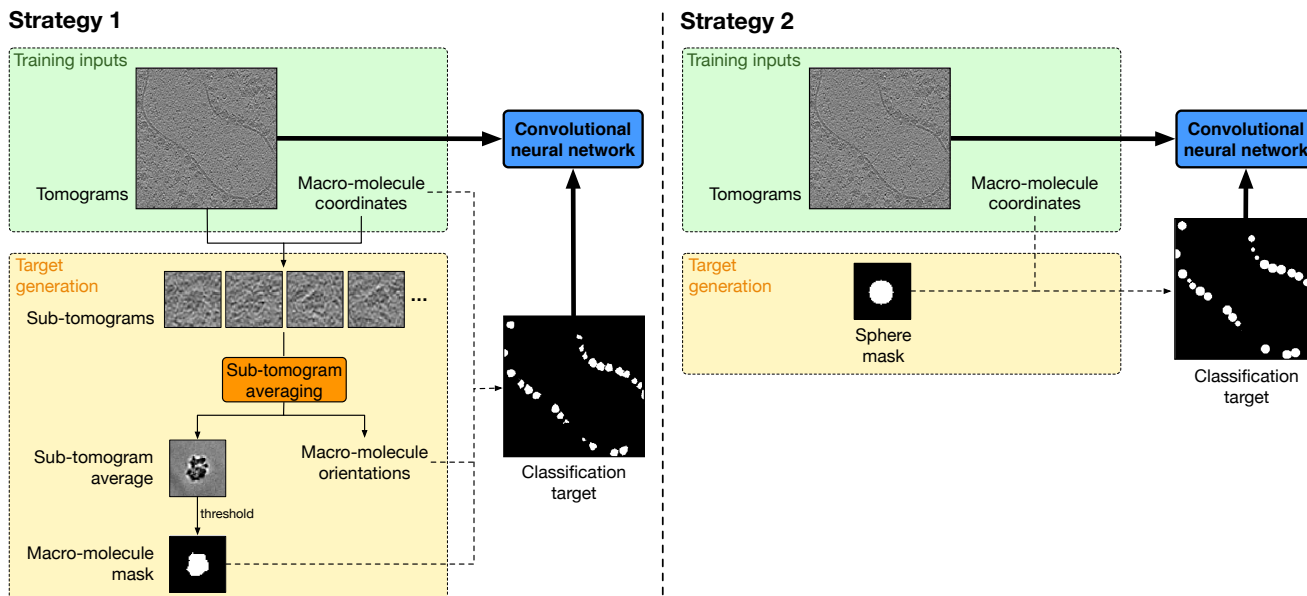 Strategy 1
Training inputs
Tomograms
Macro-molecule
coordinates
Convolutional
neural network
Target
generation
Sub-tomograms
...
Sub-tomogram
averaging
Sub-tomogram
average
Macro-molecule
orientations
threshold
Macro-molecule
mask
Classification
target
Strategy 2
Training inputs
Tomograms
Macro-molecule
coordinates
Convolutional
neural network
Target
generation
Sphere
mask
Classification
target